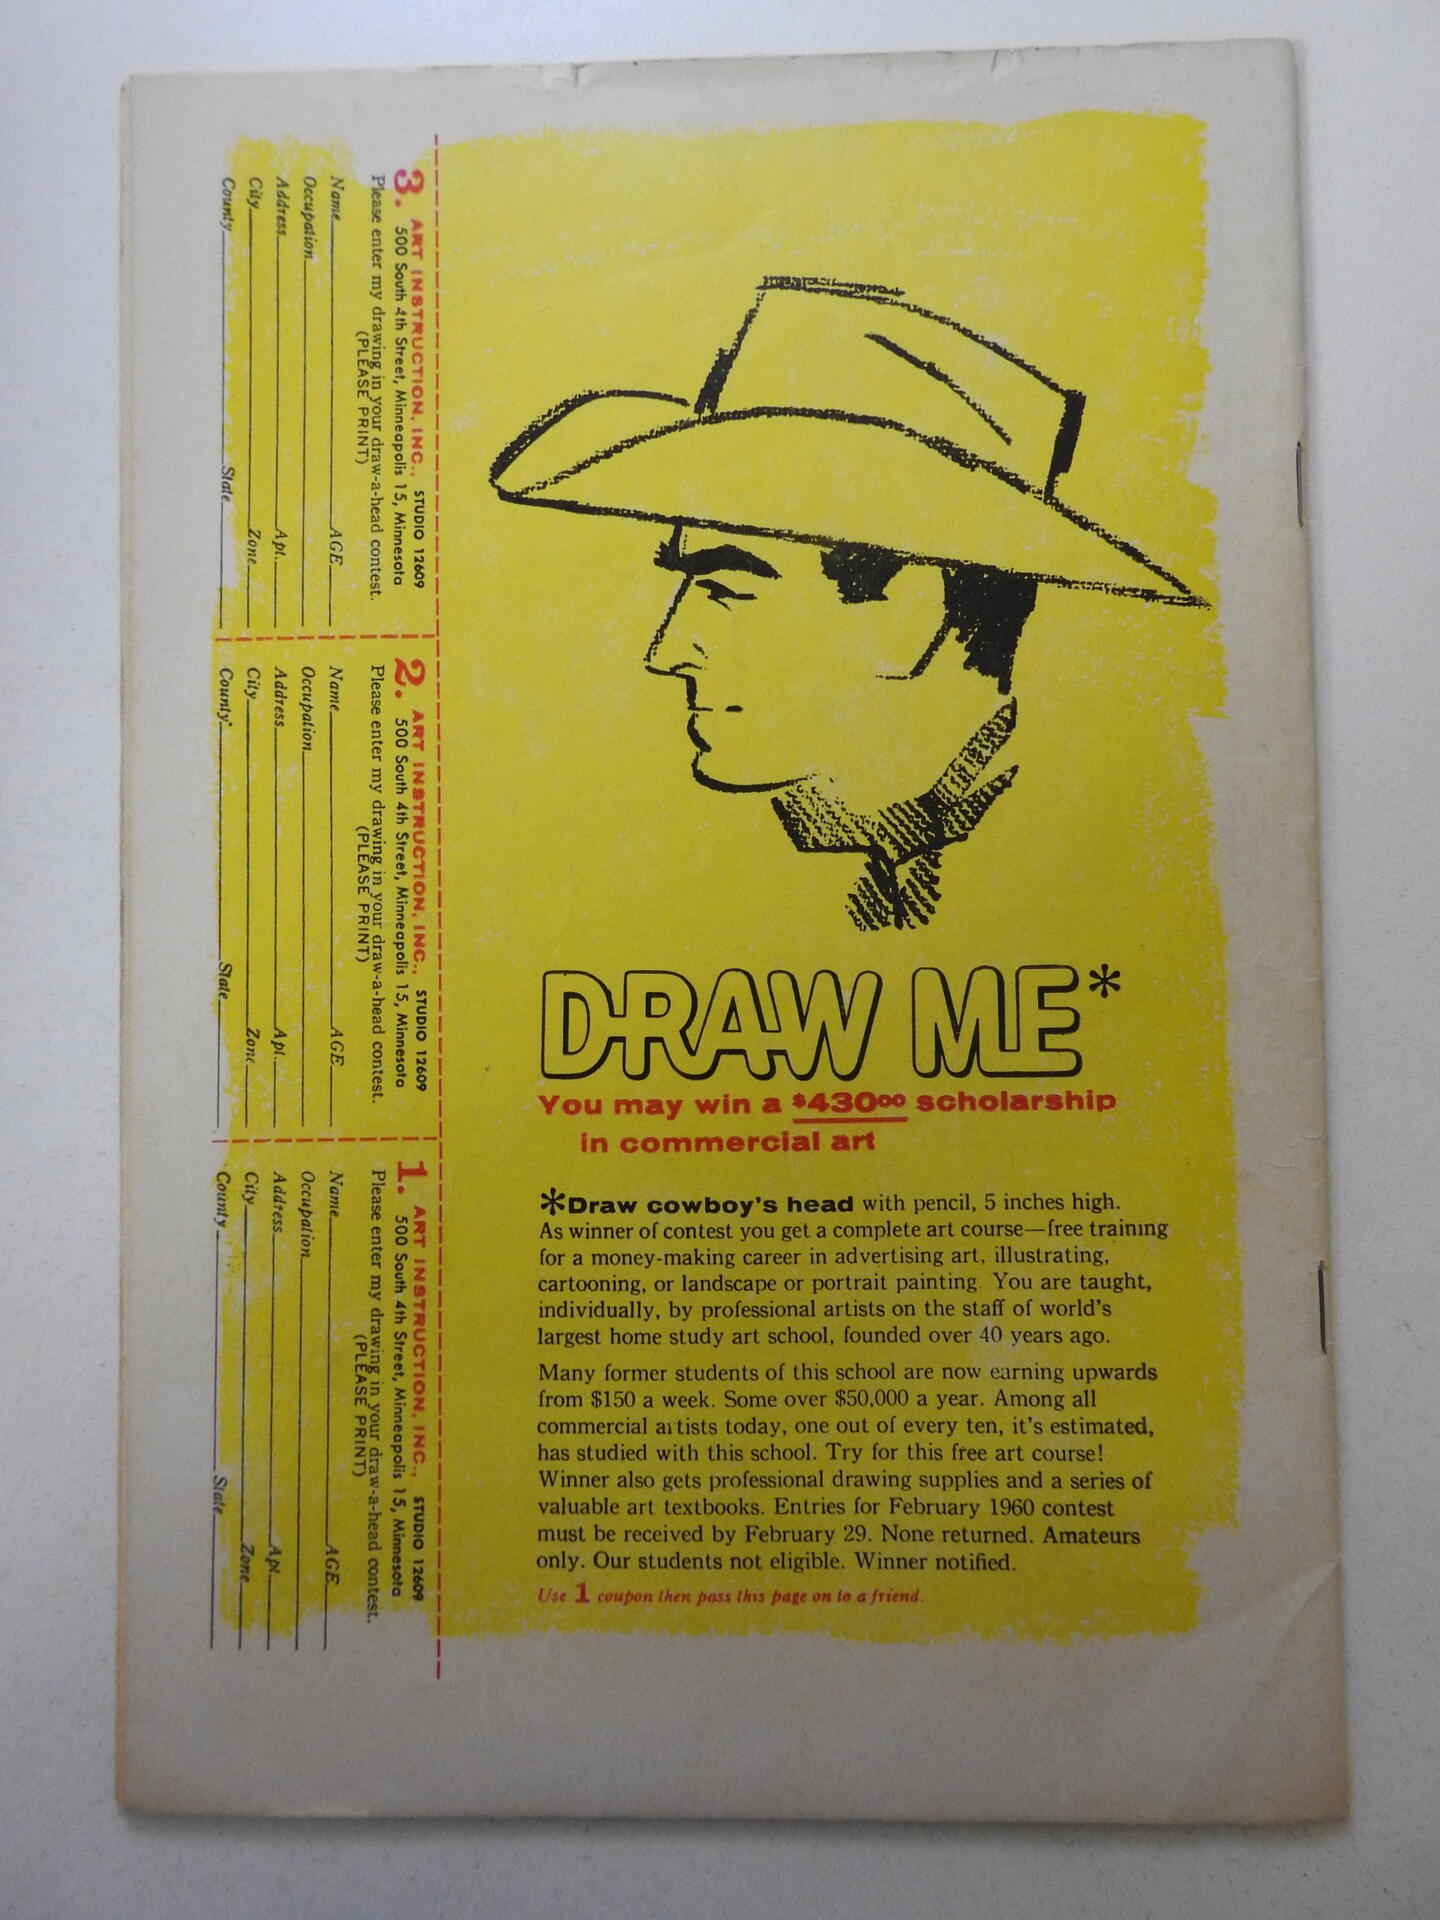 DRAW ME*
You may win a $430.00 scholarship
in commercial art
*Draw cowboy's head with pencil, 5 inches high.
As winner of contest you get a complete art course—free training
for a money-making career in advertising art, illustrating,
cartooning, or landscape or portrait painting. You are taught,
individually, by professional artists on the staff of world's
largest home study art school, founded over 40 years ago.
Many former students of this school are now earning upwards
from $150 a week. Some over $50,000 a year. Among all
commercial artists today, one out of every ten, it's estimated,
has studied with this school. Try for this free art course!
Winner also gets professional drawing supplies and a series of
valuable art textbooks. Entries for February 1960 contest
must be received by February 29. None returned. Amateurs
only. Our students not eligible. Winner notified.
Use 1 coupon then pass this page on to a friend.
1. ART INSTRUCTION, INC., STUDIO 12609
500 South 4th Street, Minneapolis 15, Minnesota
Please enter my drawing in your draw-a-head contest.
(PLEASE PRINT)
Name AGE
Occupation
Address Apt.
City Zone
County State
2. ART INSTRUCTION, INC., STUDIO 12609
500 South 4th Street, Minneapolis 15, Minnesota
Please enter my drawing in your draw-a-head contest.
(PLEASE PRINT)
Name AGE
Occupation
Address Apt.
City Zone
County State
3. ART INSTRUCTION, INC., STUDIO 12609
500 South 4th Street, Minneapolis 15, Minnesota
Please enter my drawing in your draw-a-head contest.
(PLEASE PRINT)
Name AGE
Occupation
Address Apt.
City Zone
County State